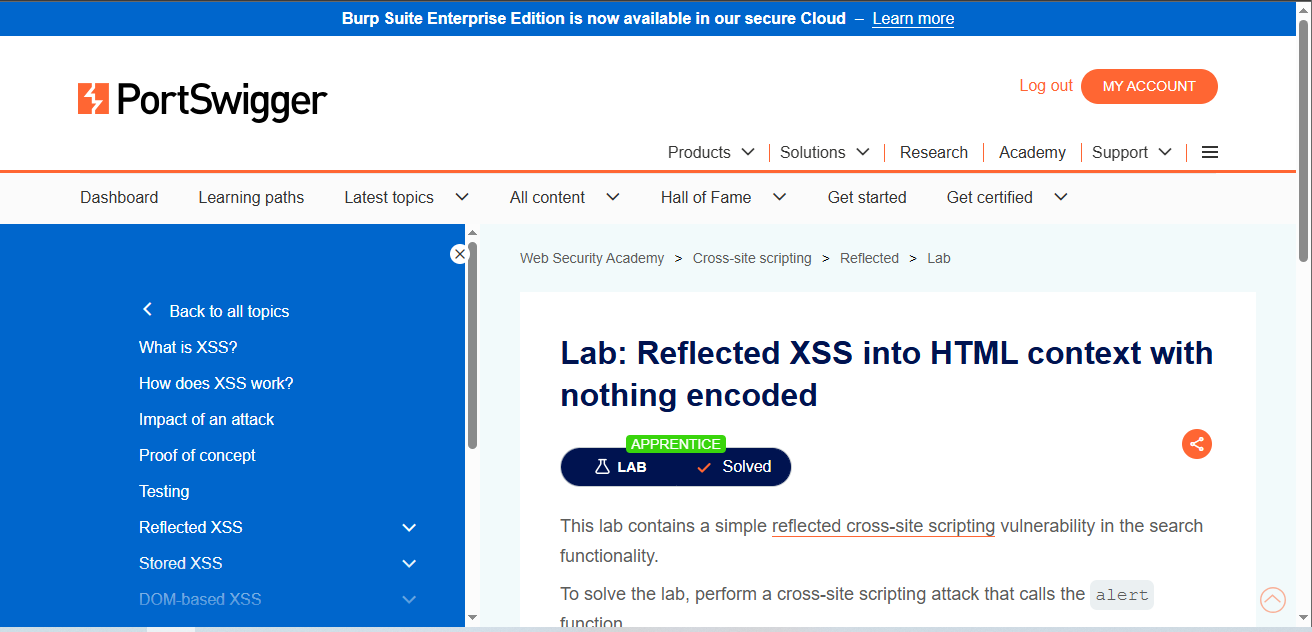 Burp Suite Enterprise Edition is now available in our secure Cloud – Learn more
PortSwigger
Log out MY ACCOUNT
Products Solutions Research Academy Support
Dashboard Learning paths Latest topics All content Hall of Fame Get started Get certified
Back to all topics
What is XSS?
How does XSS work?
Impact of an attack
Proof of concept
Testing
Reflected XSS
Stored XSS
DOM-based XSS
Web Security Academy > Cross-site scripting > Reflected > Lab
Lab: Reflected XSS into HTML context with
nothing encoded
APPRENTICE
LAB Solved
This lab contains a simple reflected cross-site scripting vulnerability in the search
functionality.
To solve the lab, perform a cross-site scripting attack that calls the alert
function